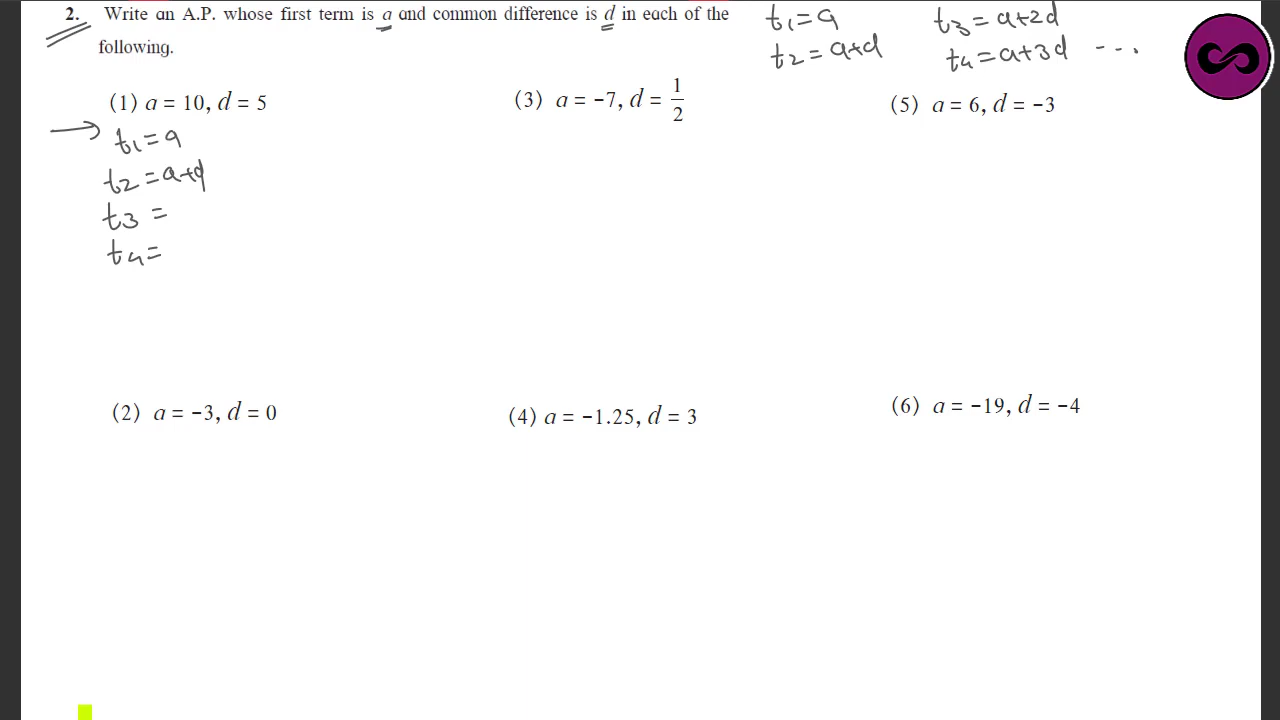 2. Write an A.P. whose first term is a and common difference is d in each of the
following.
t1 = a
t2 = a+d
t3 = a+2d
t4 = a+3d ---.
(1) a = 10, d = 5
t1 = a
t2 = a+d
t3 =
t4 =
(3) a = -7, d = 1/2
(5) a = 6, d = -3
(2) a = -3, d = 0
(4) a = -1.25, d = 3
(6) a = -19, d = -4